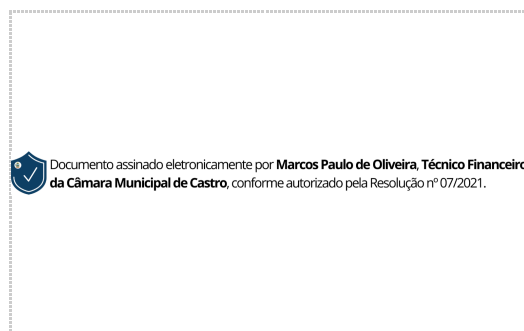 Documento assinado eletronicamente por Marcos Paulo de Oliveira, Técnico Financeiro
da Câmara Municipal de Castro, conforme autorizado pela Resolução nº 07/2021.